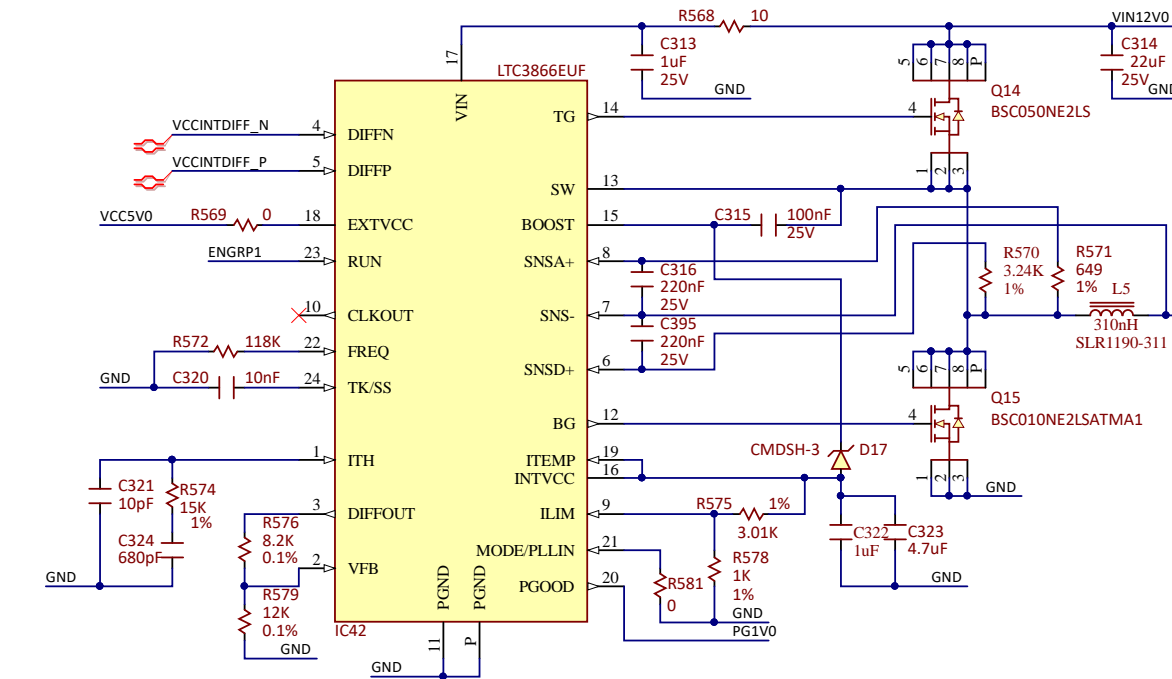 R568 10
VIN12V0
C313
1uF
25V
GND
C314
22uF
25V
GND
17
LTC3866EUF
VIN
5 6 7 8 P
Q14
BSC050NE2LS
4
1 2 3
VCCINTDIFF_N 4 DIFFN
VCCINTDIFF_P 5 DIFFP
VCC5V0 R569 0 18 EXTVCC
ENGRP1 23 RUN
10 CLKOUT
R572 118K 22 FREQ
GND C320 10nF 24 TK/SS
1 ITH
C321
10pF
R574
15K
1%
C324
680pF
GND
3 DIFFOUT
R576
8.2K
0.1%
2 VFB
R579
12K
0.1%
GND
IC42
PGND PGND
11 P
GND
TG 14
SW 13
BOOST 15
C315 100nF
25V
SNSA+ 8
C316
220nF
25V
SNS- 7
C395
220nF
25V
SNSD+ 6
R570
3.24K
1%
R571
649
1%
L5
310nH
SLR1190-311
5 6 7 8 P
Q15
BSC010NE2LSATMA1
4
1 2 3
GND
BG 12
CMDSH-3 D17
ITEMP 19
INTVCC 16
ILIM 9
R575 1%
3.01K
C322
1uF
C323
4.7uF
GND
MODE/PLLIN 21
R581
0
R578
1K
1%
GND
PGOOD 20
PG1V0